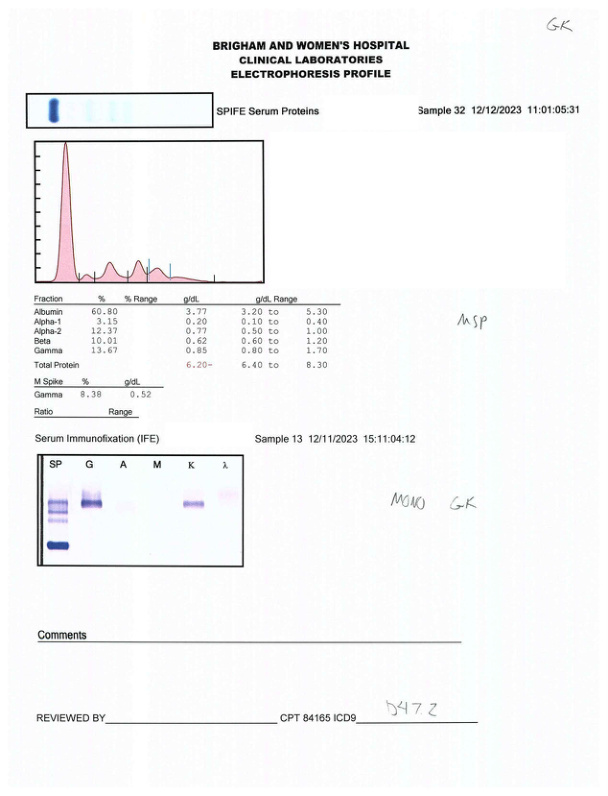 GK
BRIGHAM AND WOMEN'S HOSPITAL
CLINICAL LABORATORIES
ELECTROPHORESIS PROFILE
SPIFE Serum Proteins Sample 32 12/12/2023 11:01:05:31
Fraction % % Range g/dL g/dL Range
Albumin 60.80 3.77 3.20 to 5.30
Alpha-1 3.15 0.20 0.10 to 0.40
Alpha-2 12.37 0.77 0.50 to 1.00
Beta 10.01 0.62 0.60 to 1.20
Gamma 13.67 0.85 0.80 to 1.70
MSP
Total Protein 6.20- 6.40 to 8.30
M Spike % g/dL
Gamma 8.38 0.52
Ratio Range
Serum Immunofixation (IFE) Sample 13 12/11/2023 15:11:04:12
SP G A M K λ
MONO GK
Comments
REVIEWED BY CPT 84165 ICD9 D47.2